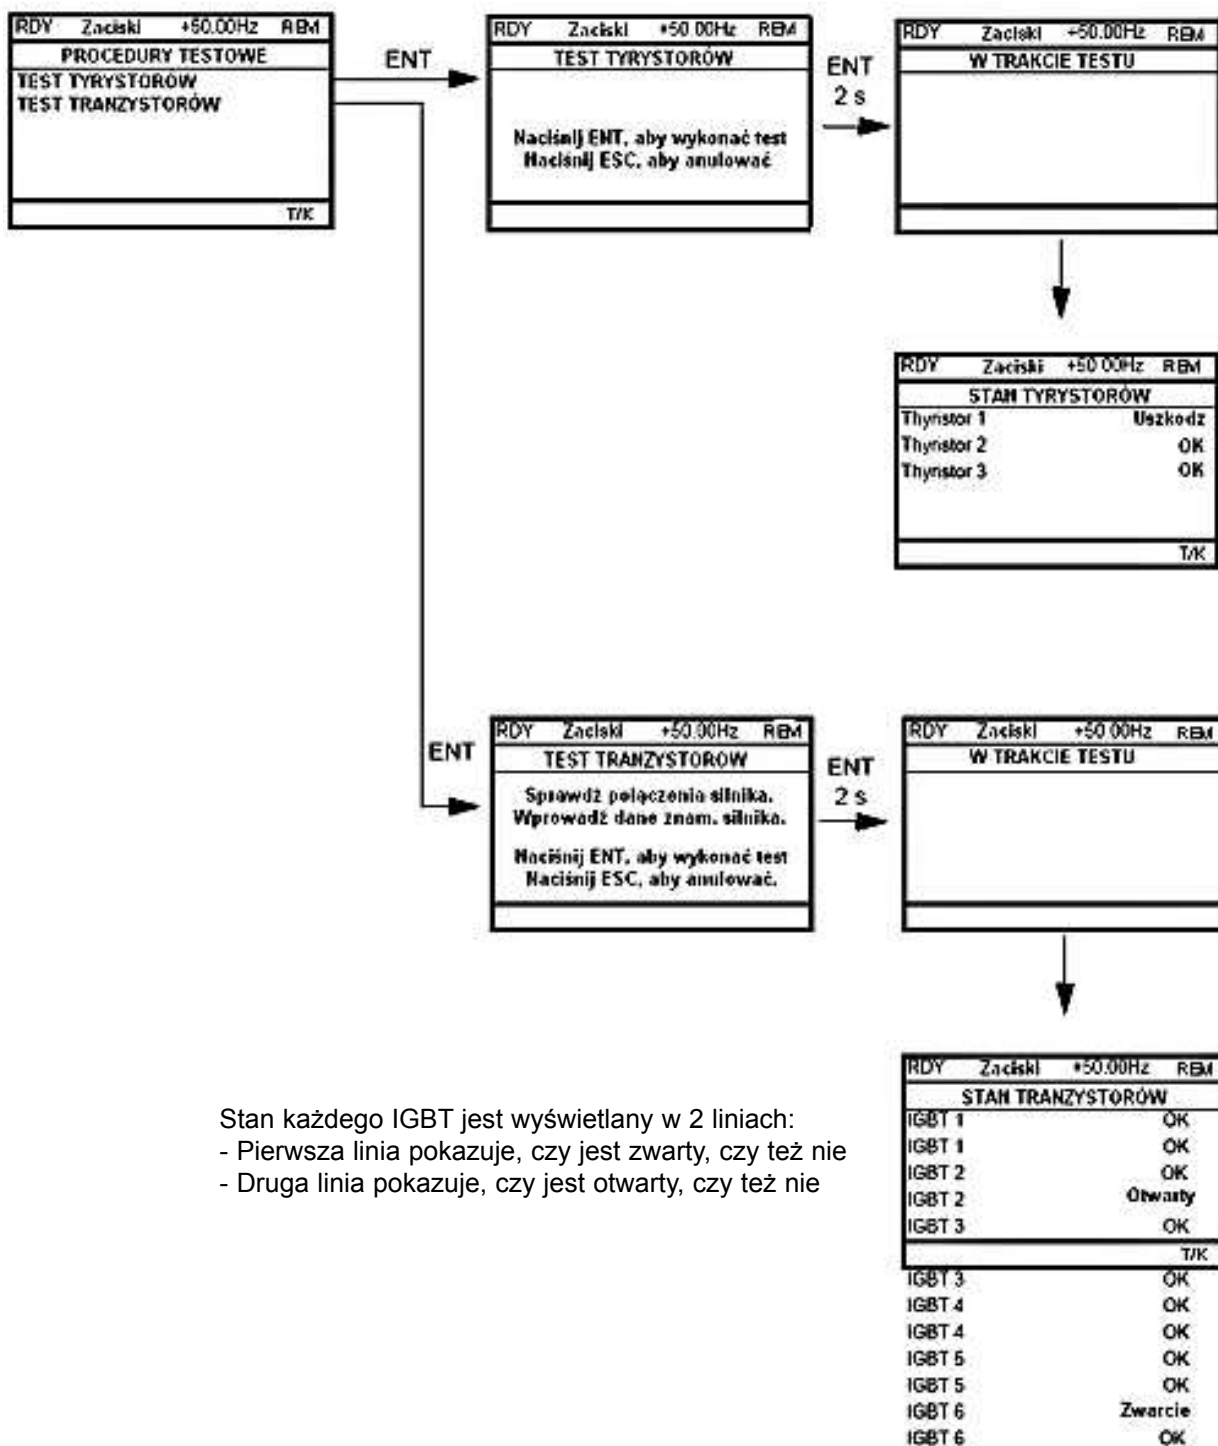 RDY Zaciski +50.00Hz REM
PROCEDURY TESTOWE
TEST TYRYSTORÓW
TEST TRANZYSTORÓW
T/K
ENT
RDY Zaciski +50.00Hz REM
TEST TYRYSTORÓW
Naciśnij ENT, aby wykonać test
Naciśnij ESC, aby anulować
ENT
2 s
RDY Zaciski +50.00Hz REM
W TRAKCIE TESTU
RDY Zaciski +50.00Hz REM
STAN TYRYSTORÓW
Thyristor 1 Uszkodz
Thyristor 2 OK
Thyristor 3 OK
T/K
ENT
RDY Zaciski +50.00Hz REM
TEST TRANZYSTOROW
Sprawdź połączenia silnika.
Wprowadź dane znam. silnika.
Naciśnij ENT, aby wykonać test
Naciśnij ESC, aby anulować.
ENT
2 s
RDY Zaciski +50.00Hz REM
W TRAKCIE TESTU
Stan każdego IGBT jest wyświetlany w 2 liniach:
- Pierwsza linia pokazuje, czy jest zwarty, czy też nie
- Druga linia pokazuje, czy jest otwarty, czy też nie
RDY Zaciski +50.00Hz REM
STAN TRANZYSTORÓW
IGBT 1 OK
IGBT 1 OK
IGBT 2 OK
IGBT 2 Otwarty
IGBT 3 OK
T/K
IGBT 3 OK
IGBT 4 OK
IGBT 4 OK
IGBT 5 OK
IGBT 5 OK
IGBT 6 Zwarcie
IGBT 6 OK